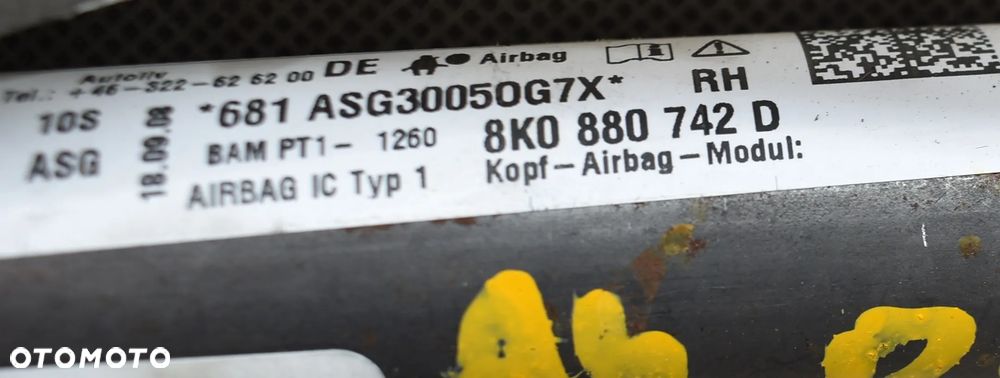 Autoliv
Tel.: +46-322-62 62 00 DE Airbag
10S 18.09.08 *681 ASG30050G7X* RH
ASG BAM PT1- 1260 8K0 880 742 D
AIRBAG IC Typ 1 Kopf-Airbag-Modul:
OTOMOTO